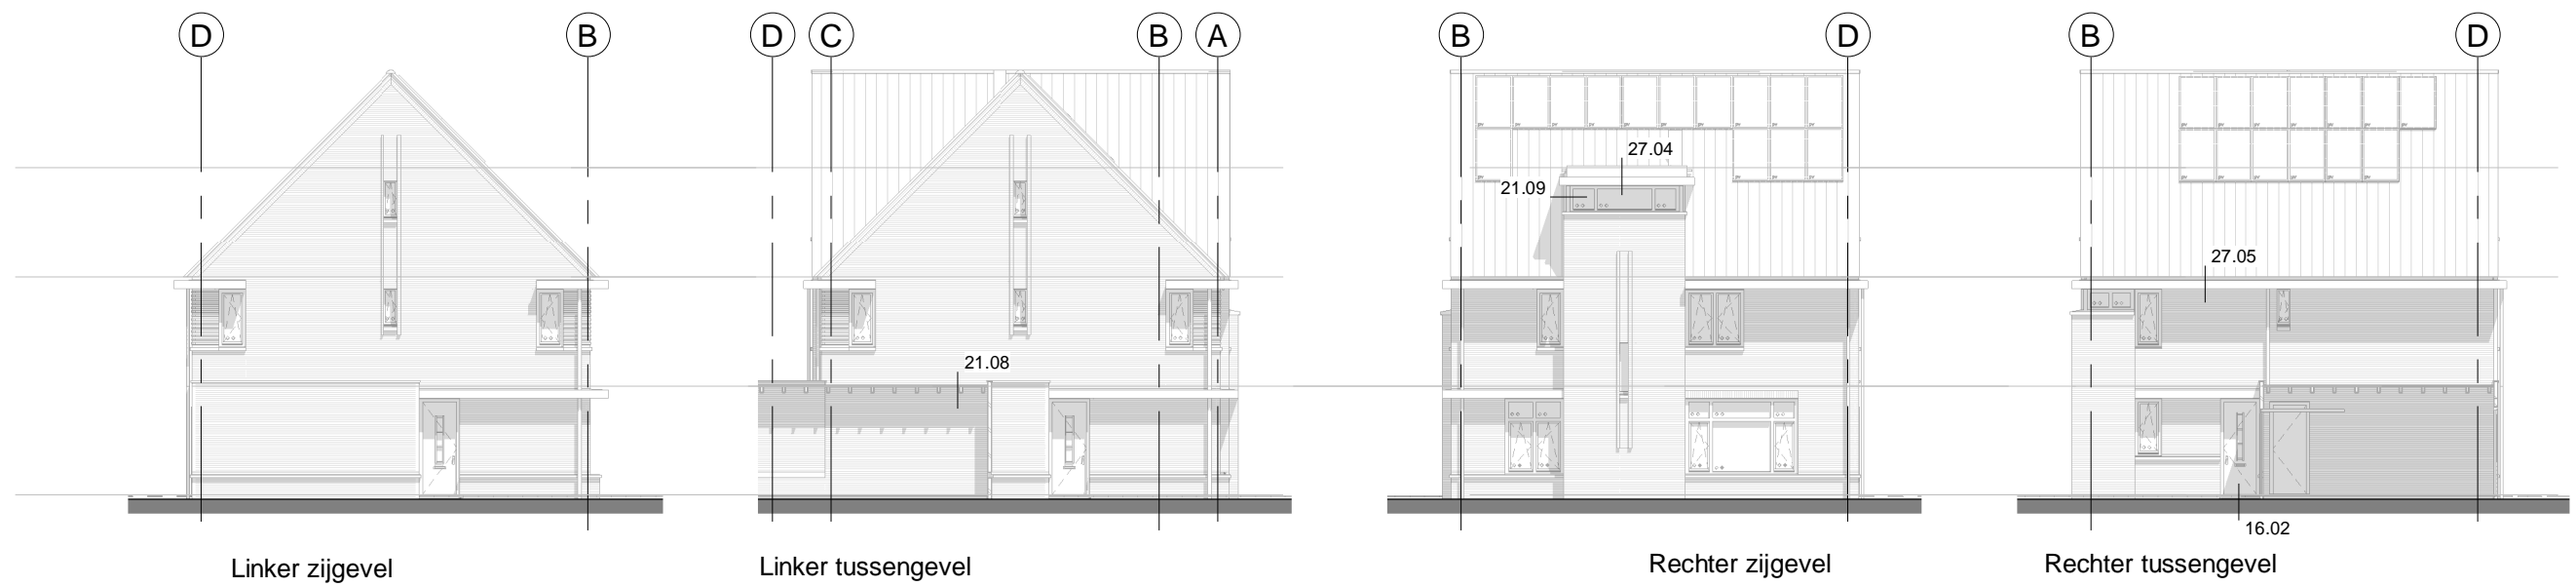 D B D C B A B D B D
27.04
21.09
27.05
21.08
16.02
Linker zijgevel
Linker tussengevel
Rechter zijgevel
Rechter tussengevel